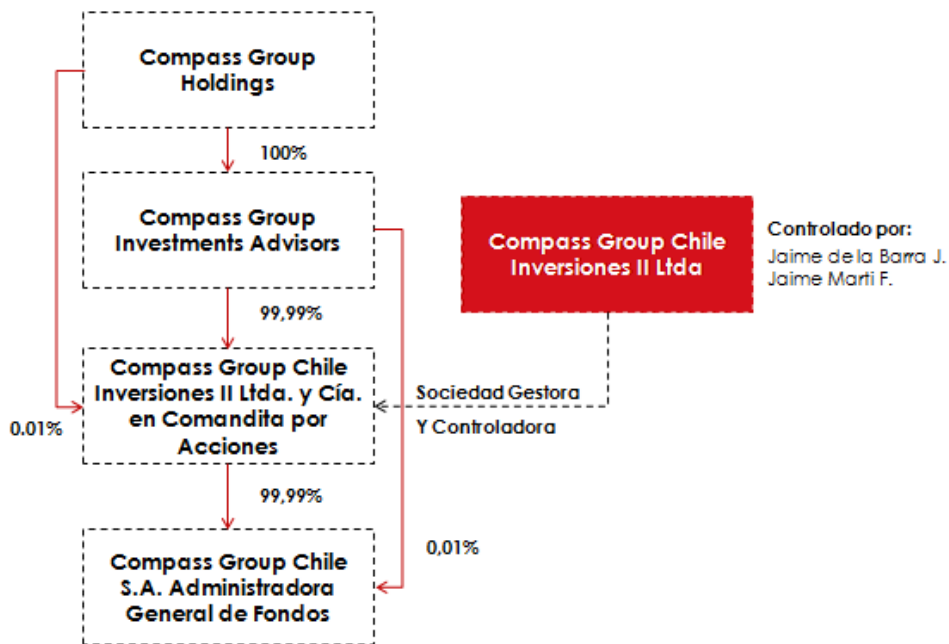 Compass Group
Holdings
100%
Compass Group
Investments Advisors
Compass Group Chile
Inversiones II Ltda
Controlado por:
Jaime de la Barra J.
Jaime Marti F.
99,99%
Compass Group Chile
Inversiones II Ltda. y Cía.
en Comandita por
Acciones
Sociedad Gestora
Y Controladora
0.01%
99,99%
0,01%
Compass Group Chile
S.A. Administradora
General de Fondos